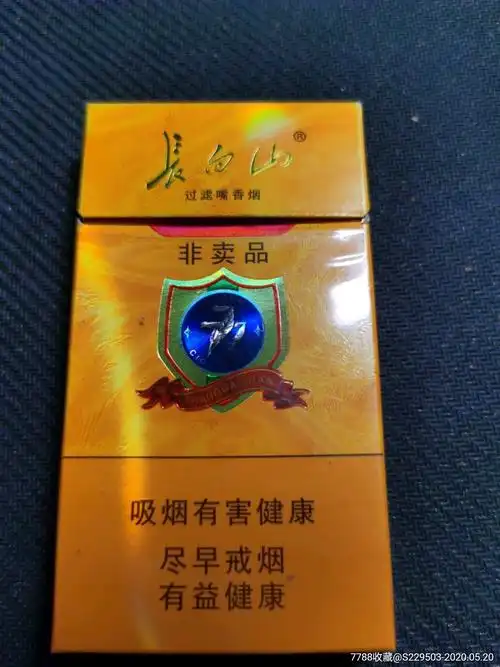 長白山®
过滤嘴香烟
非卖品
吸烟有害健康
尽早戒烟
有益健康
7788收藏@S229503-2020.05.20